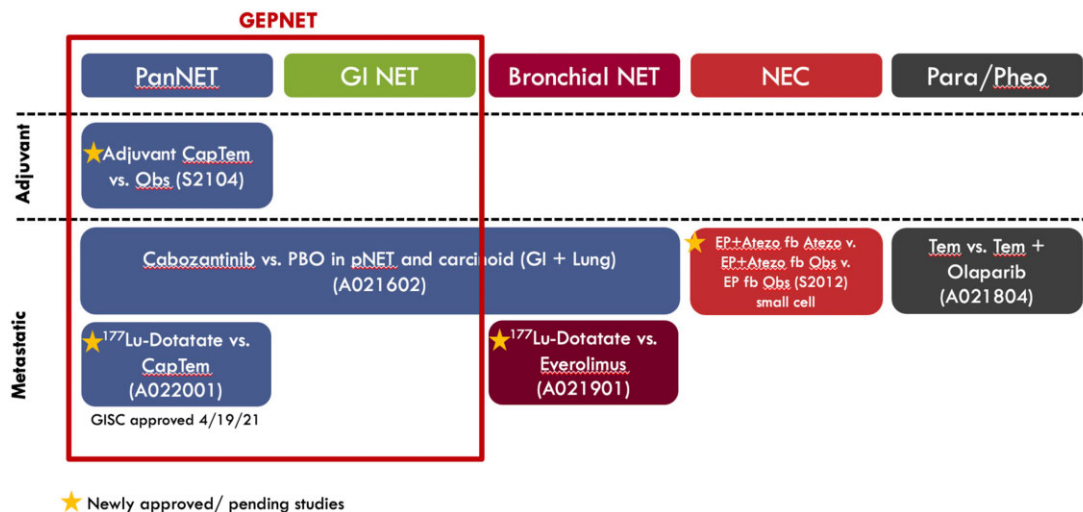 GEPNET
PanNET
GI NET
Bronchial NET
NEC
Para/Pheo
Adjuvant
Adjuvant CapTem
vs. Obs (S2104)
Metastatic
Cabozantinib vs. PBO in pNET and carcinoid (GI + Lung)
(A021602)
EP+Atezo fb Atezo v.
EP+Atezo fb Obs v.
EP fb Obs (S2012)
small cell
Tem vs. Tem +
Olaparib
(A021804)
¹⁷⁷Lu-Dotatate vs.
CapTem
(A022001)
GISC approved 4/19/21
¹⁷⁷Lu-Dotatate vs.
Everolimus
(A021901)
Newly approved/ pending studies